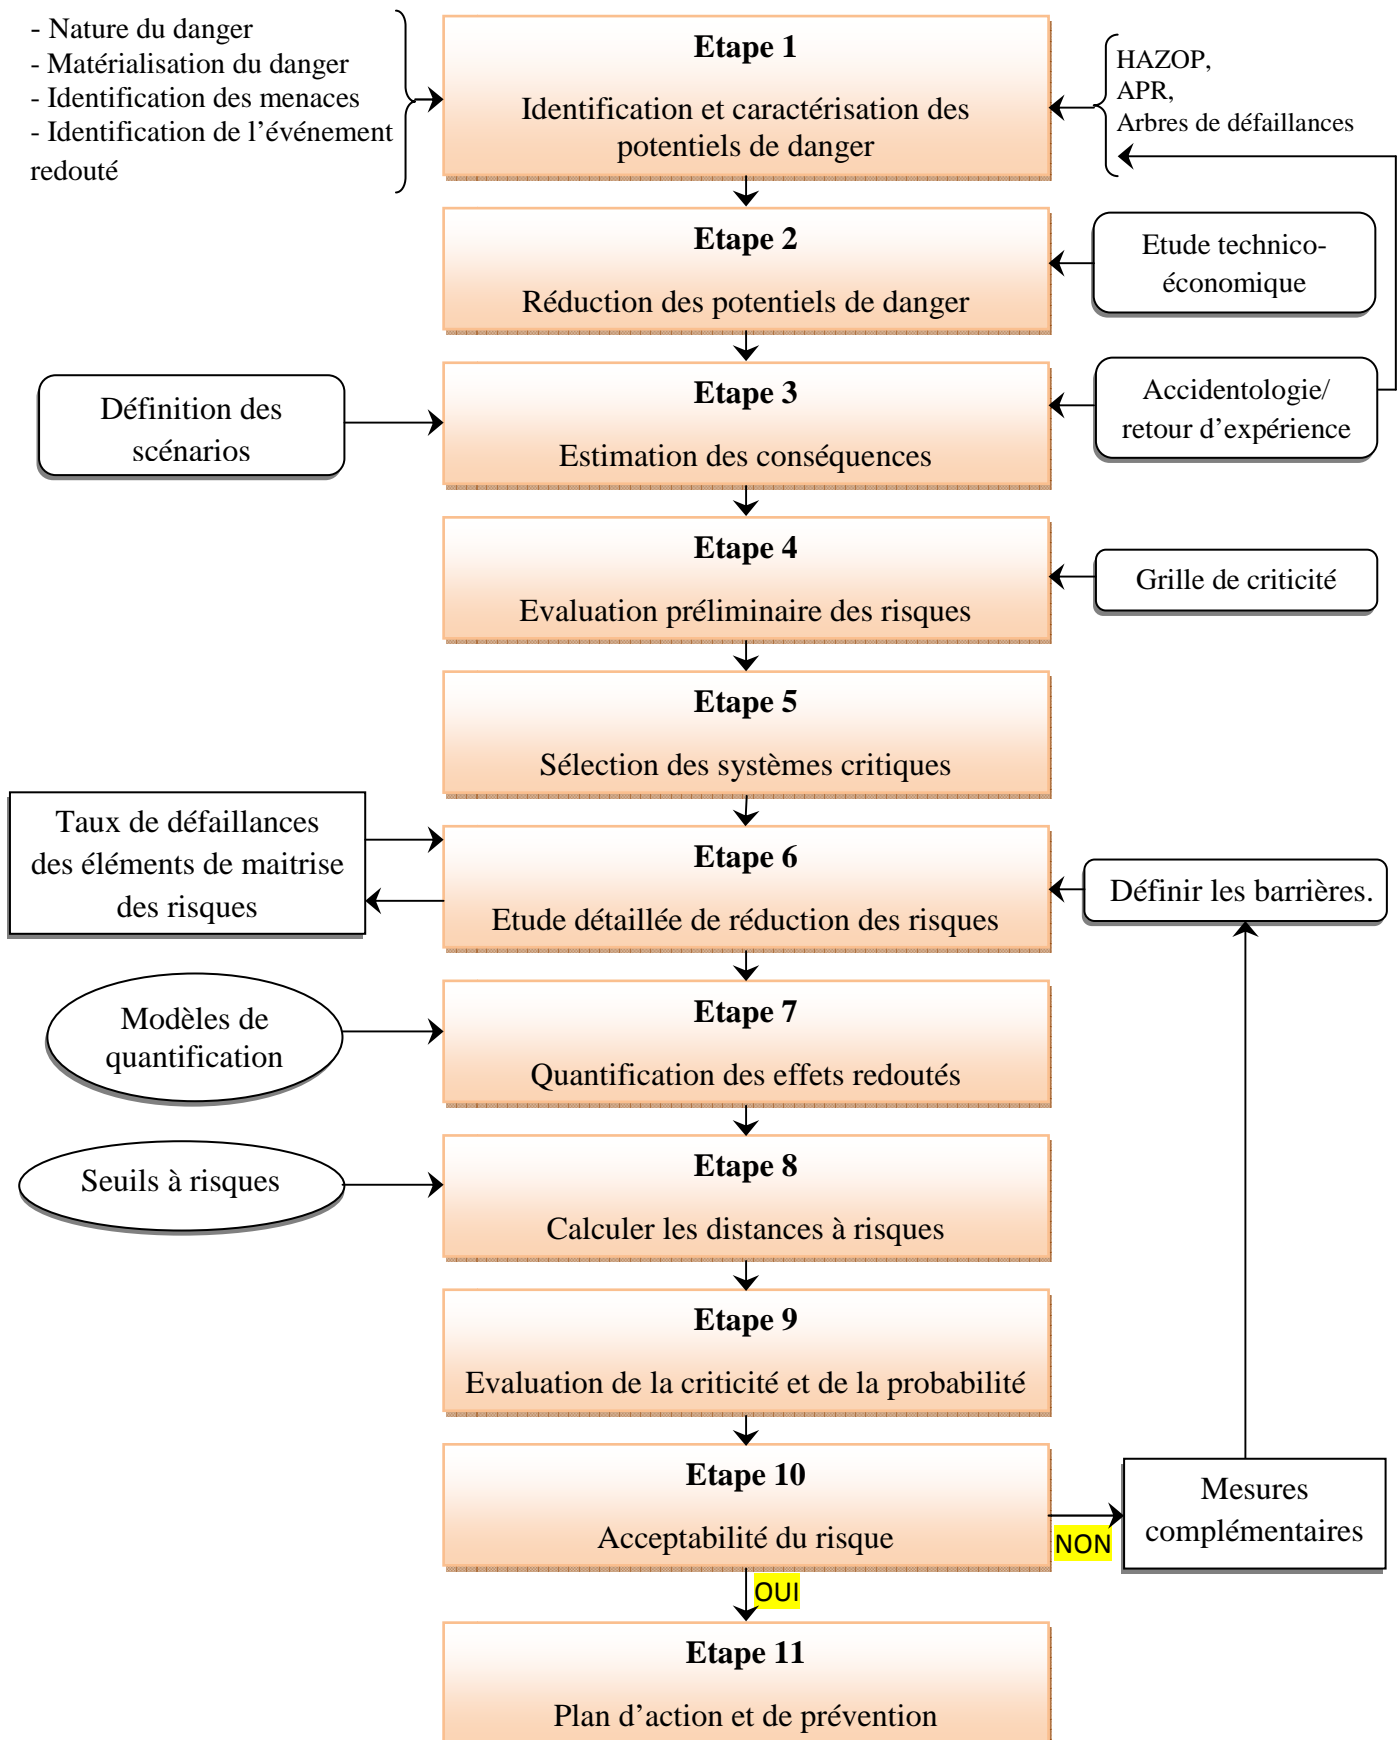 - Nature du danger
- Matérialisation du danger
- Identification des menaces
- Identification de l’événement
redouté
Etape 1
Identification et caractérisation des
potentiels de danger
HAZOP,
APR,
Arbres de défaillances
Etape 2
Réduction des potentiels de danger
Etude technico-
économique
Définition des
scénarios
Etape 3
Estimation des conséquences
Accidentologie/
retour d’expérience
Etape 4
Evaluation préliminaire des risques
Grille de criticité
Etape 5
Sélection des systèmes critiques
Taux de défaillances
des éléments de maitrise
des risques
Etape 6
Etude détaillée de réduction des risques
Définir les barrières.
Modèles de
quantification
Etape 7
Quantification des effets redoutés
Seuils à risques
Etape 8
Calculer les distances à risques
Etape 9
Evaluation de la criticité et de la probabilité
Etape 10
Acceptabilité du risque
NON
Mesures
complémentaires
OUI
Etape 11
Plan d’action et de prévention